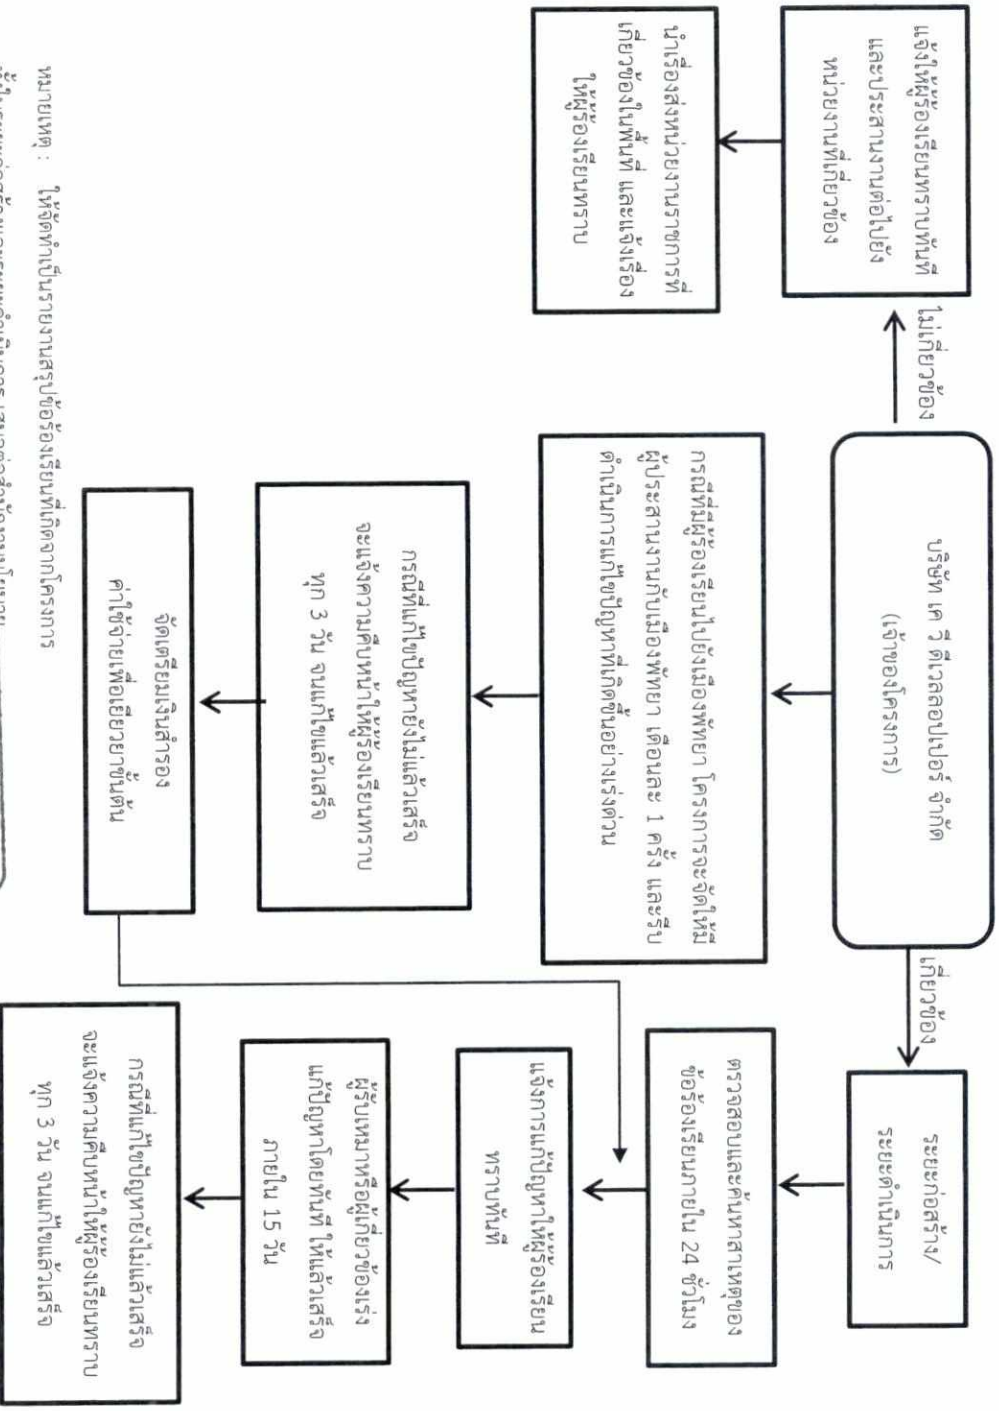 บริษัท เค วี ดีเวลลอปเปอร์ จำกัด
(เจ้าของโครงการ)
ไม่เกี่ยวข้อง
เกี่ยวข้อง
แจ้งให้ผู้ร้องเรียนทราบทันที
และประสานงานต่อไปยัง
หน่วยงานที่เกี่ยวข้อง
นำเรื่องส่งหน่วยงานราชการที่
เกี่ยวข้องในพื้นที่ และแจ้งเรื่อง
ให้ผู้ร้องเรียนทราบ
กรณีที่มีผู้ร้องเรียนไปยังเมืองพัทยา โครงการจะจัดให้มี
ผู้ประสานงานกับเมืองพัทยา เดือนละ 1 ครั้ง และรีบ
ดำเนินการแก้ไขปัญหาที่เกิดขึ้นอย่างเร่งด่วน
กรณีที่แก้ไขปัญหายังไม่แล้วเสร็จ
จะแจ้งความคืบหน้าให้ผู้ร้องเรียนทราบ
ทุก 3 วัน จนแก้ไขแล้วเสร็จ
จัดเตรียมเงินสำรอง
ค่าใช้จ่ายเพื่อเยียวยาขั้นต้น
ระยะก่อสร้าง/
ระยะดำเนินการ
ตรวจสอบและค้นหาสาเหตุของ
ข้อร้องเรียนภายใน 24 ชั่วโมง
แจ้งการแก้ปัญหาให้ผู้ร้องเรียน
ทราบทันที
ผู้รับเหมาหรือผู้เกี่ยวข้องเร่ง
แก้ปัญหาโดยทันที ให้แล้วเสร็จ
ภายใน 15 วัน
กรณีที่แก้ไขปัญหายังไม่แล้วเสร็จ
จะแจ้งความคืบหน้าให้ผู้ร้องเรียนทราบ
ทุก 3 วัน จนแก้ไขแล้วเสร็จ
หมายเหตุ : ให้จัดทำเป็นรายงานสรุปข้อร้องเรียนที่เกิดจากโครงการ